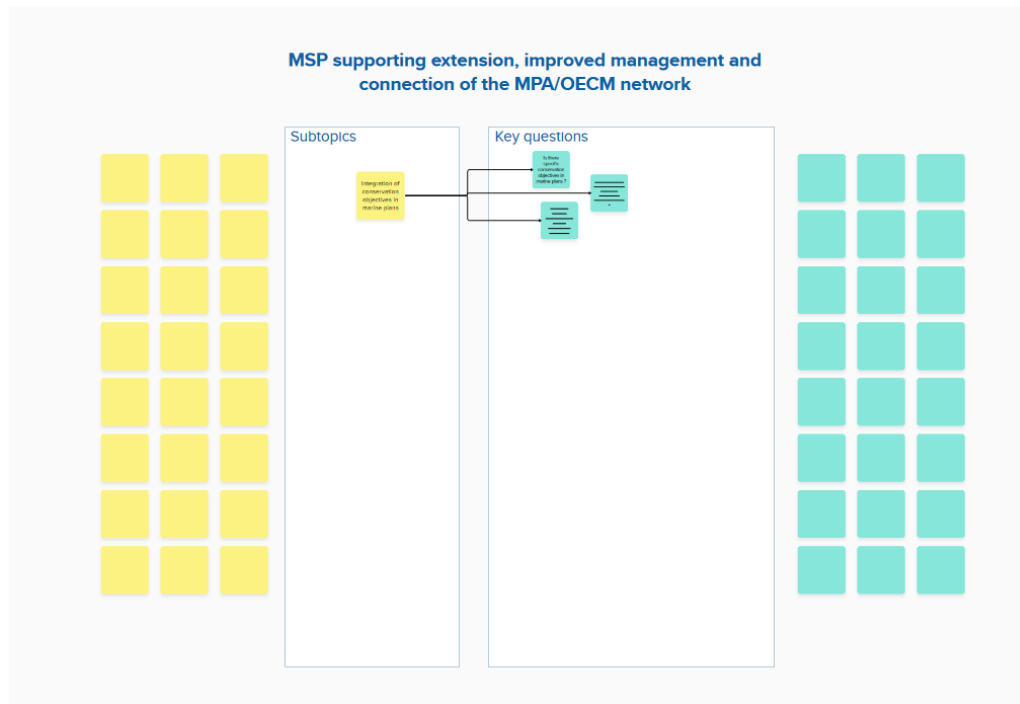 MSP supporting extension, improved management and
connection of the MPA/OECM network
Subtopics
Key questions
Integration of
conservation
objectives in
marine plans
Is there
specific
conservation
objectives in
marine plans ?